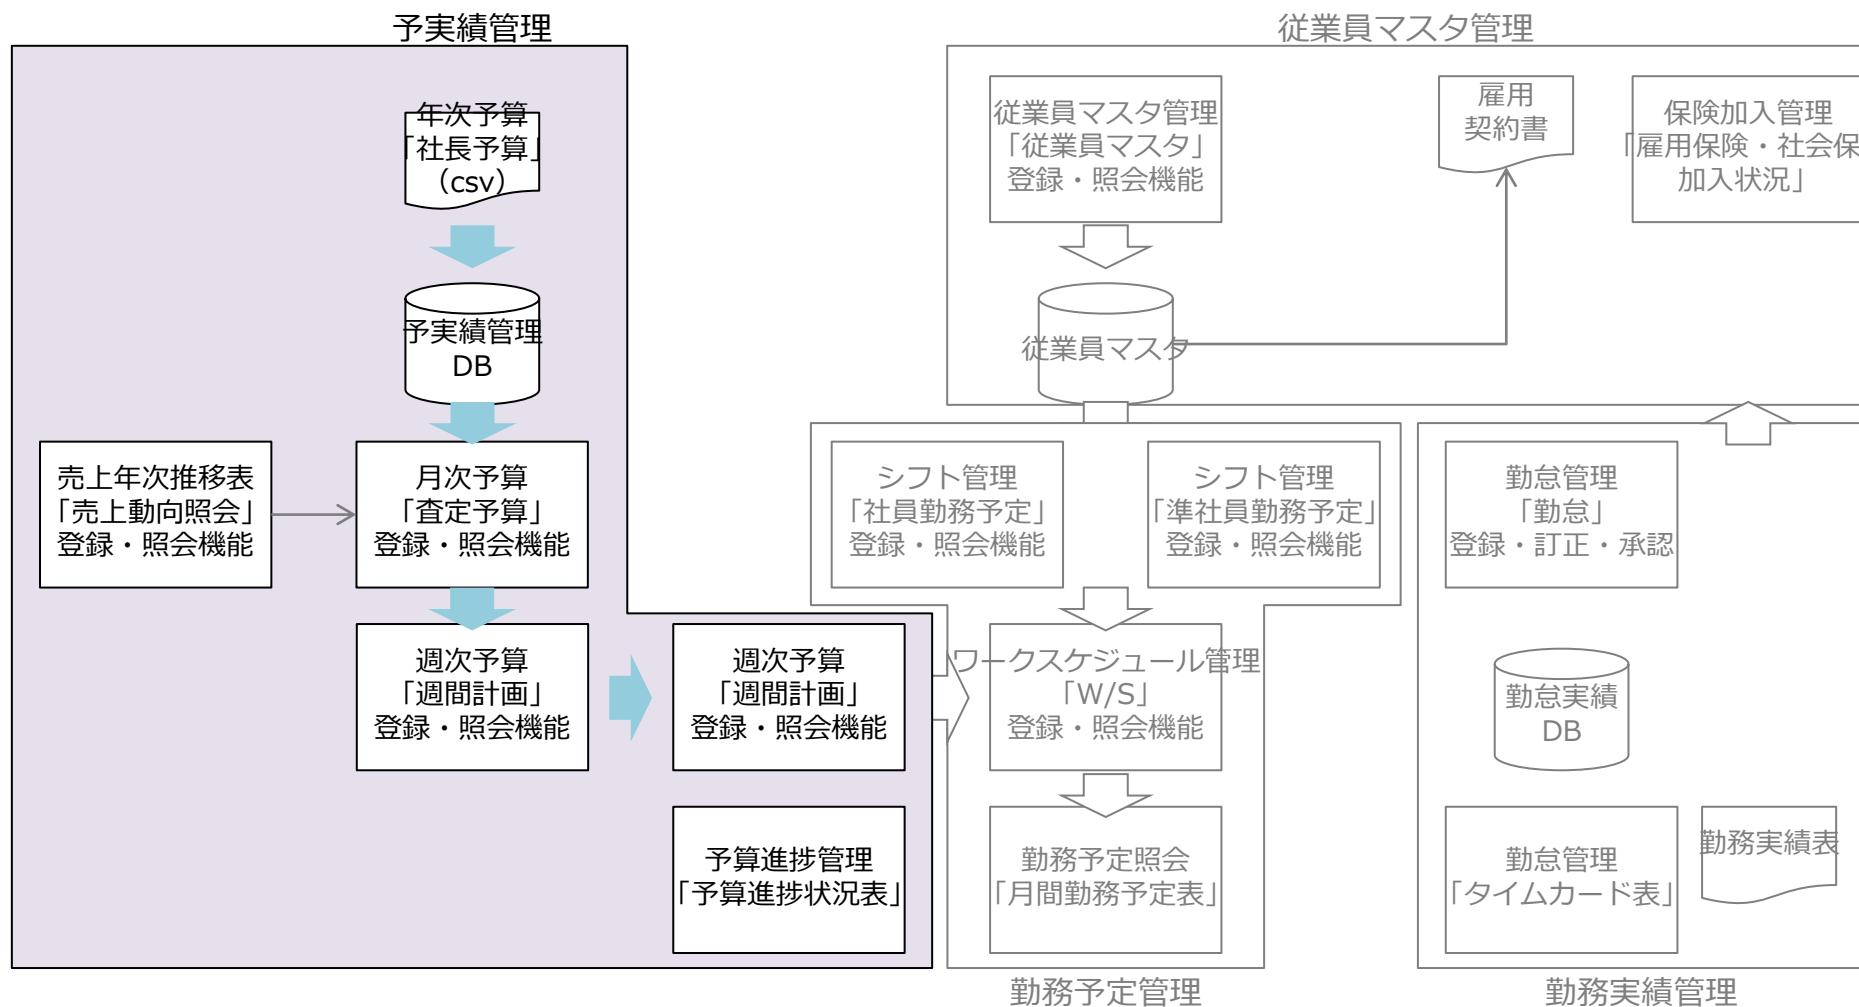 予実績管理
年次予算
「社長予算」
（csv）
予実績管理
DB
売上年次推移表
「売上動向照会」
登録・照会機能
月次予算
「査定予算」
登録・照会機能
週次予算
「週間計画」
登録・照会機能
週次予算
「週間計画」
登録・照会機能
予算進捗管理
「予算進捗状況表」
従業員マスタ管理
従業員マスタ管理
「従業員マスタ」
登録・照会機能
雇用
契約書
保険加入管理
「雇用保険・社会保
加入状況」
従業員マスタ
シフト管理
「社員勤務予定」
登録・照会機能
シフト管理
「準社員勤務予定」
登録・照会機能
ワークスケジュール管理
「W/S」
登録・照会機能
勤務予定照会
「月間勤務予定表」
勤務予定管理
勤怠管理
「勤怠」
登録・訂正・承認
勤怠実績
DB
勤怠管理
「タイムカード表」
勤務実績表
勤務実績管理